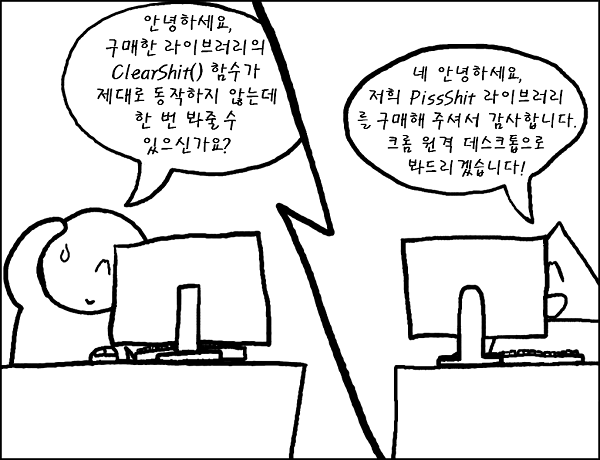 안녕하세요,
구매한 라이브러리의
ClearShit() 함수가
제대로 동작하지 않는데
한 번 봐줄 수
있으신가요?
네 안녕하세요,
저희 PissShit 라이브러리
를 구매해 주셔서 감사합니다.
크롬 원격 데스크톱으로
봐드리겠습니다!